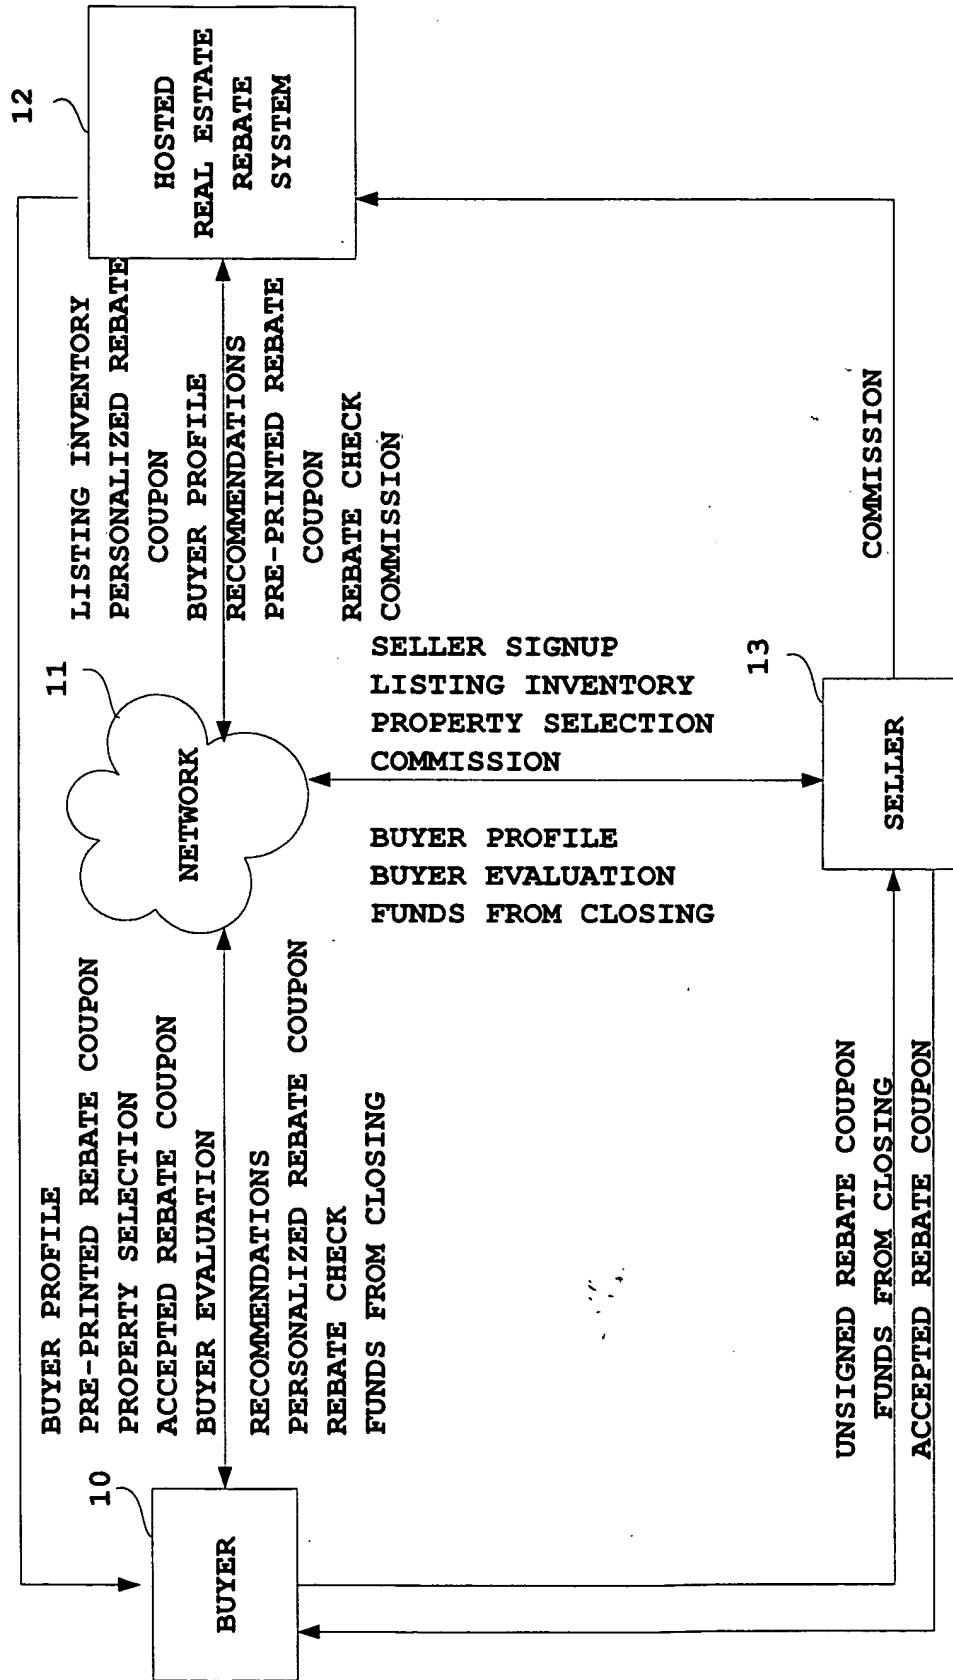 BUYER PROFILE
PRE-PRINTED REBATE COUPON
PROPERTY SELECTION
ACCEPTED REBATE COUPON
BUYER EVALUATION
RECOMMENDATIONS
PERSONALIZED REBATE COUPON
REBATE CHECK
FUNDS FROM CLOSING
10
BUYER
11
NETWORK
LISTING INVENTORY
PERSONALIZED REBATE
COUPON
BUYER PROFILE
RECOMMENDATIONS
PRE-PRINTED REBATE
COUPON
REBATE CHECK
COMMISSION
12
HOSTED
REAL ESTATE
REBATE
SYSTEM
SELLER SIGNUP
LISTING INVENTORY
PROPERTY SELECTION
COMMISSION
BUYER PROFILE
BUYER EVALUATION
FUNDS FROM CLOSING
13
SELLER
COMMISSION
UNSIGNED REBATE COUPON
FUNDS FROM CLOSING
ACCEPTED REBATE COUPON